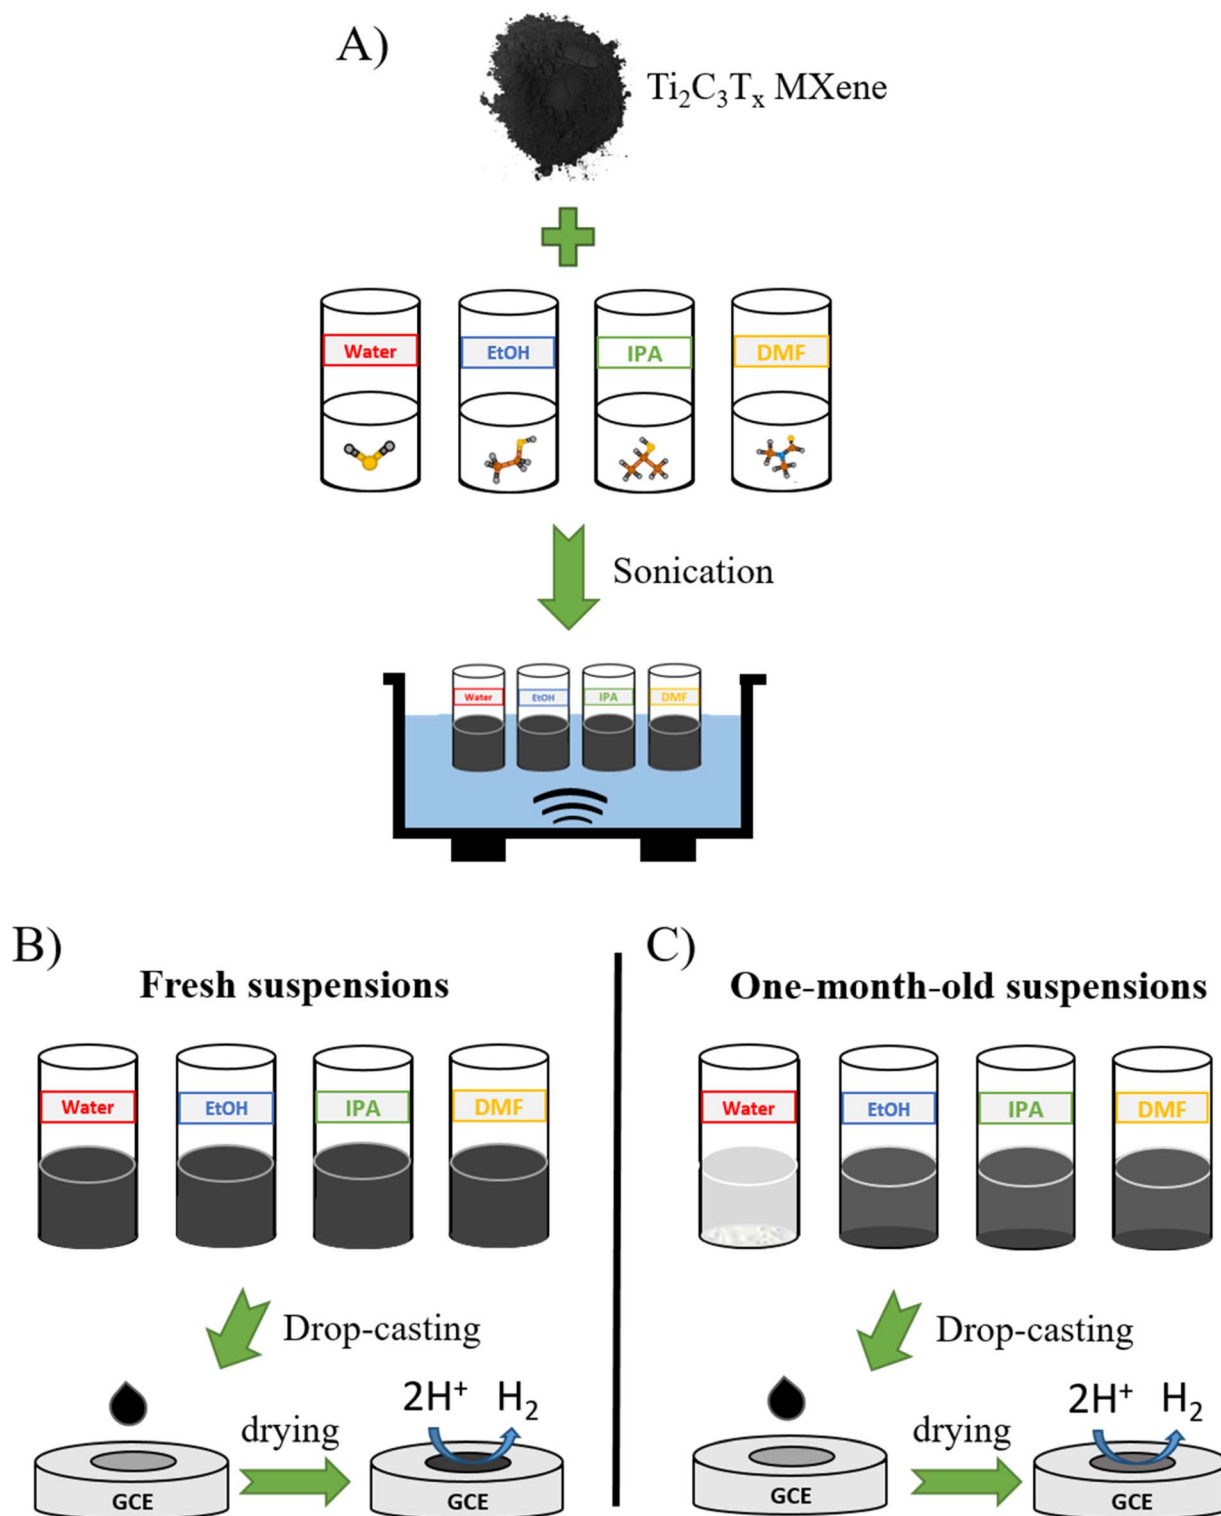 A)
Ti₂C₃Tₓ MXene
Water EtOH IPA DMF
Sonication
Water EtOH IPA DMF
B)
Fresh suspensions
Water EtOH IPA DMF
Drop-casting
2H⁺ H₂
drying
GCE GCE
C)
One-month-old suspensions
Water EtOH IPA DMF
Drop-casting
2H⁺ H₂
drying
GCE GCE